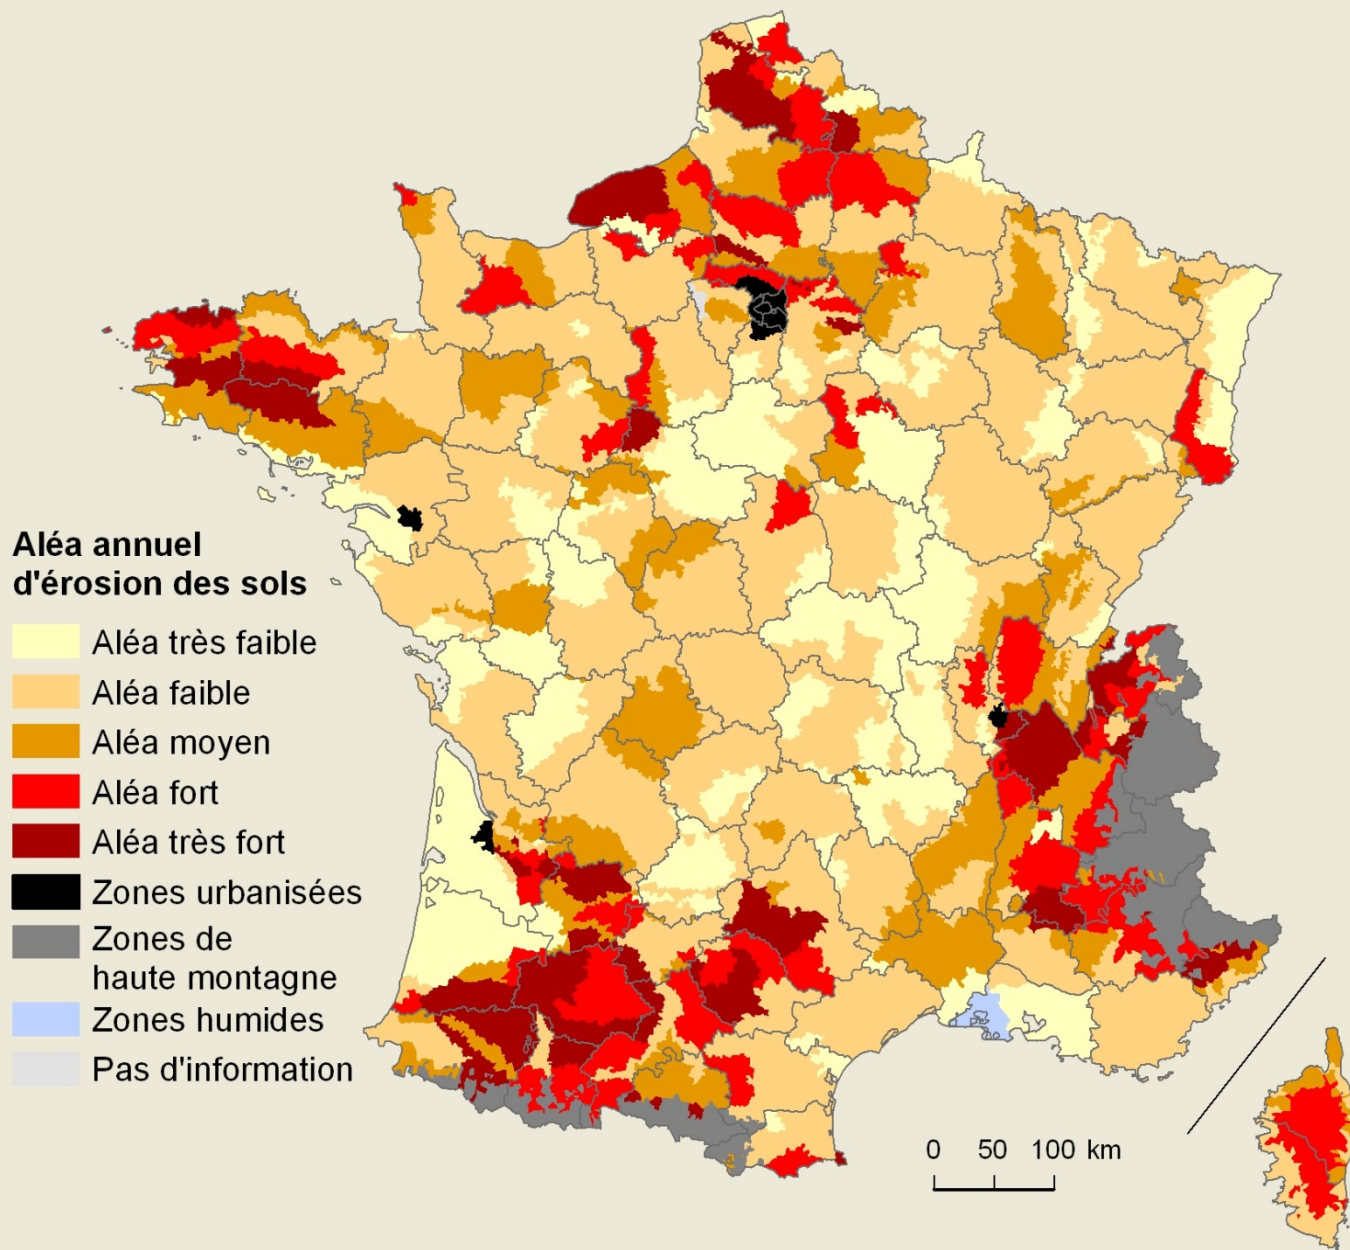 Aléa annuel
d'érosion des sols
Aléa très faible
Aléa faible
Aléa moyen
Aléa fort
Aléa très fort
Zones urbanisées
Zones de
haute montagne
Zones humides
Pas d'information
0 50 100 km